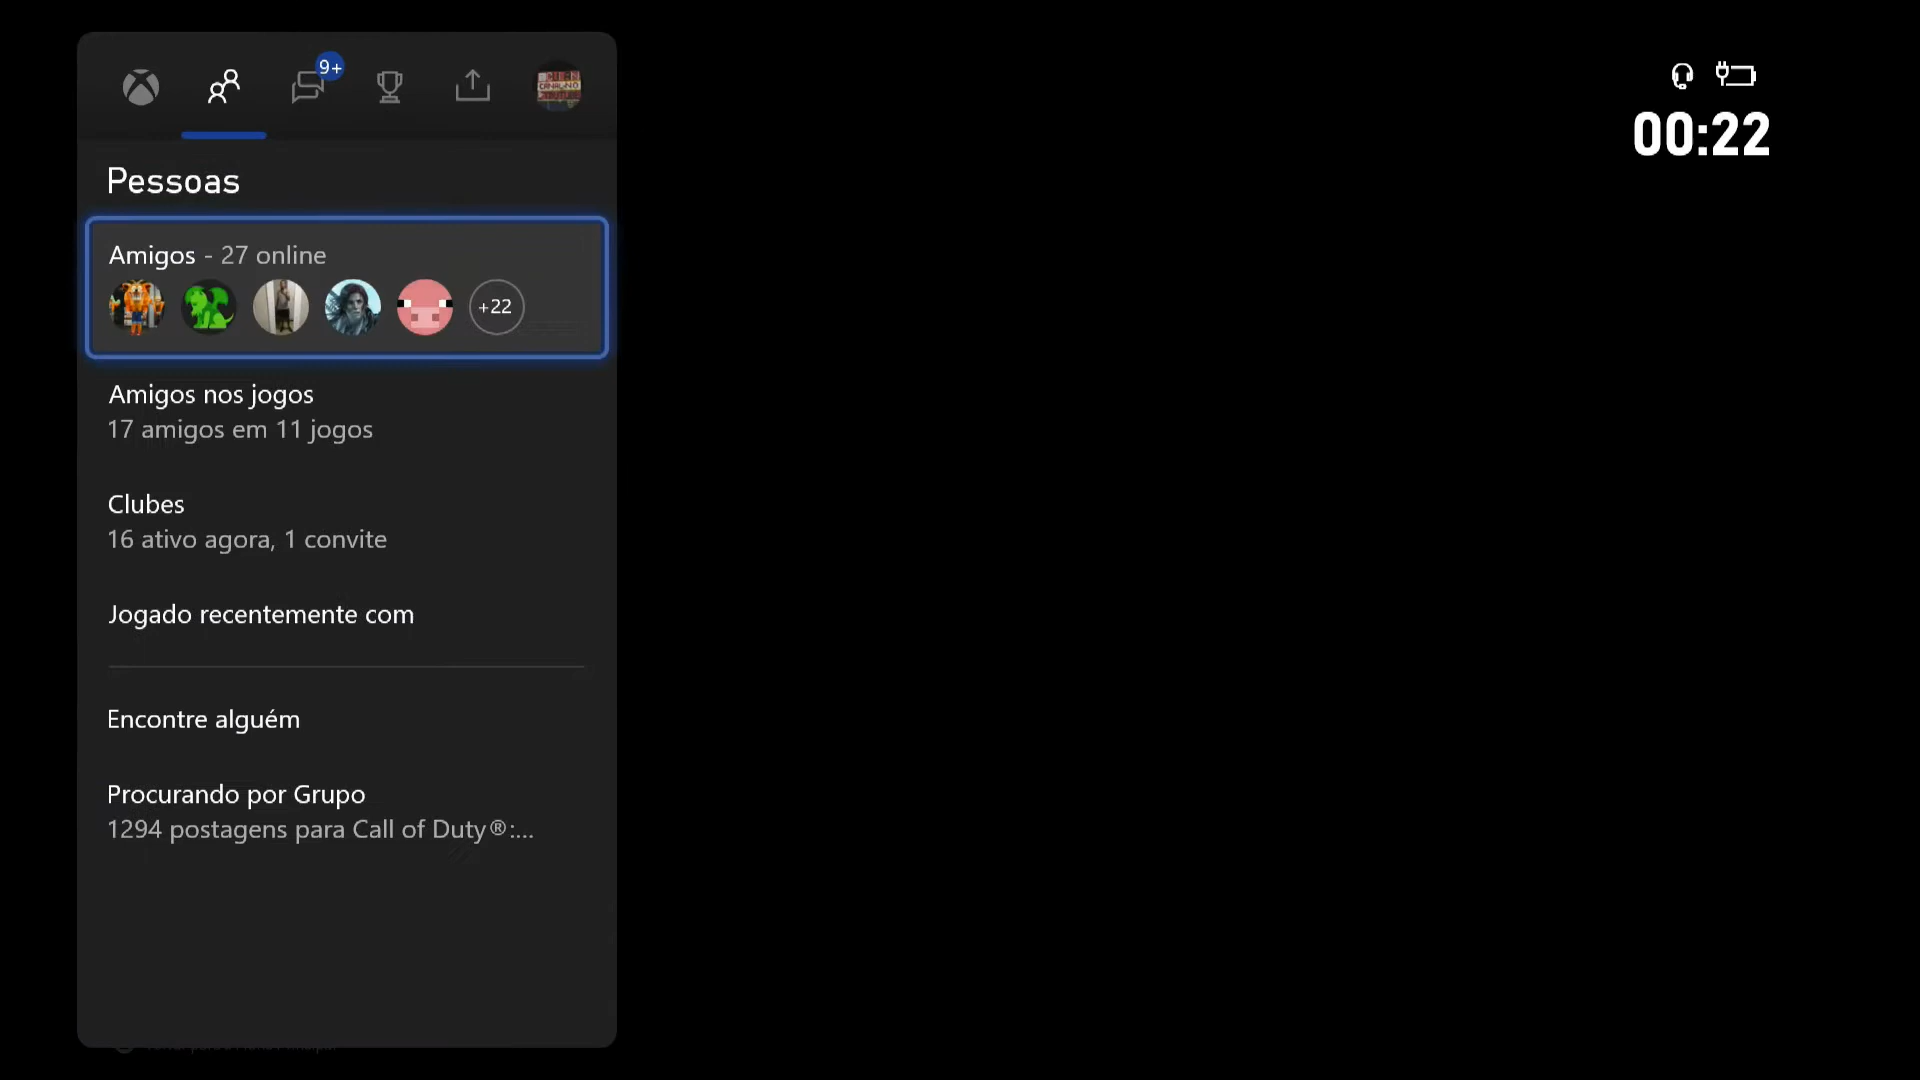 9+
00:22
Pessoas
Amigos - 27 online
+22
Amigos nos jogos
17 amigos em 11 jogos
Clubes
16 ativo agora, 1 convite
Jogado recentemente com
Encontre alguém
Procurando por Grupo
1294 postagens para Call of Duty®:...